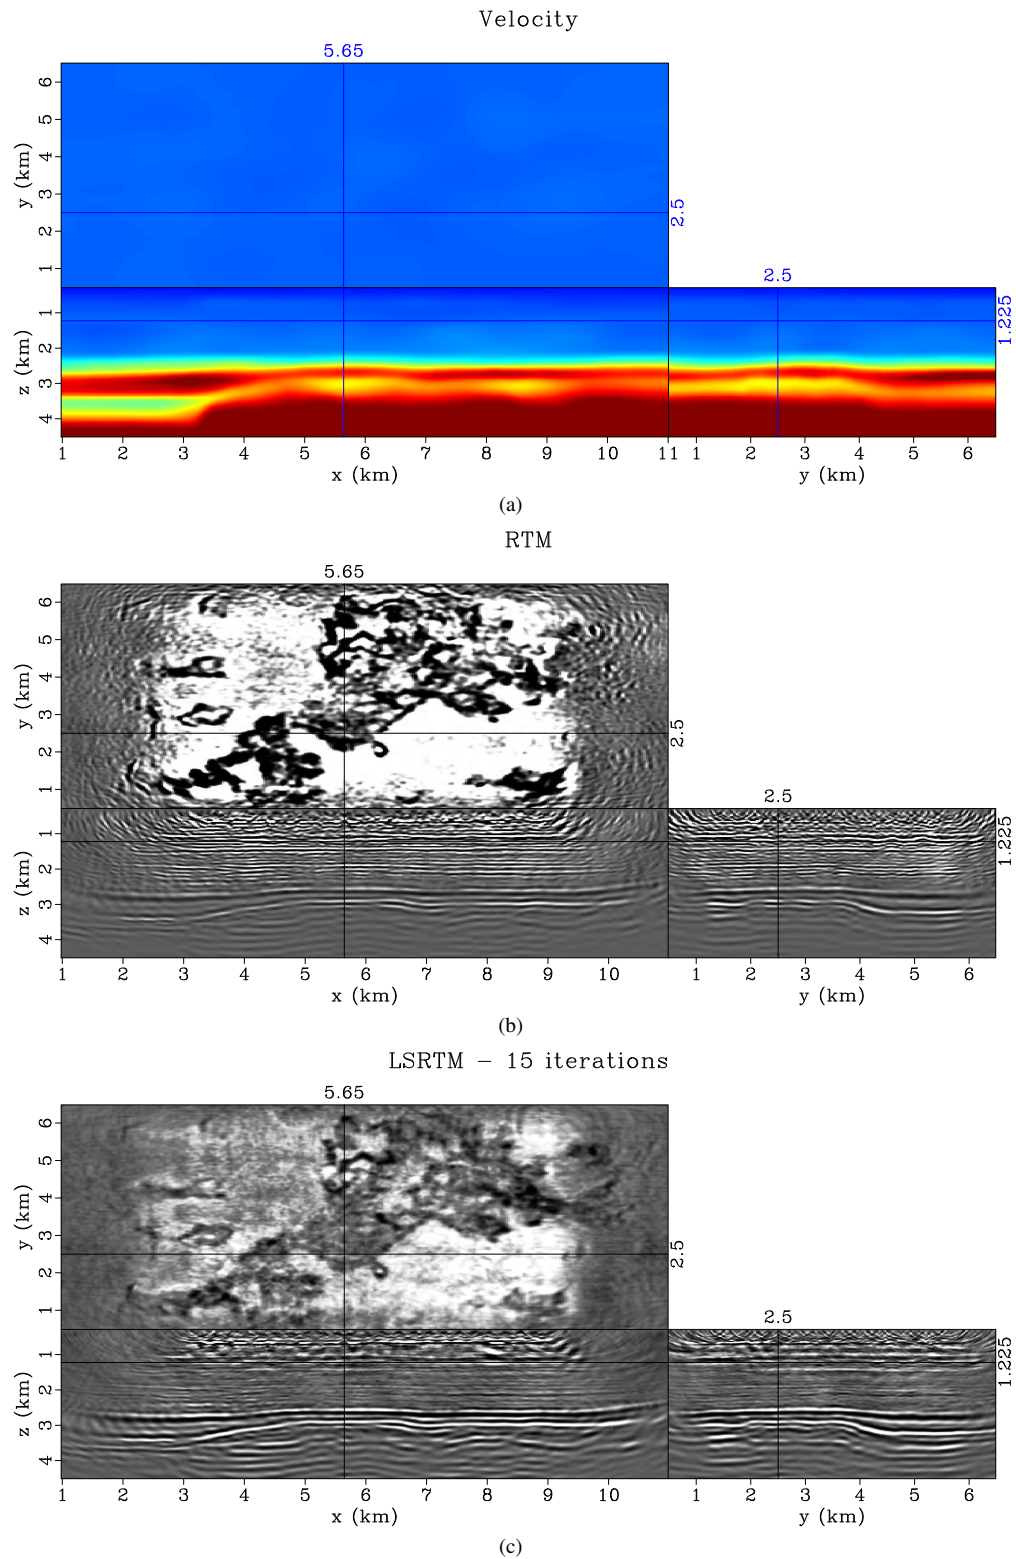 Velocity
5.65
6
5
4
3
2
1
y (km)
2.5
2.5
1
2
3
4
z (km)
1.225
1 2 3 4 5 6 7 8 9 10 11 1 2 3 4 5 6
x (km) y (km)
(a)
RTM
5.65
6
5
4
3
2
1
y (km)
2.5
2.5
1
2
3
4
z (km)
1.225
1 2 3 4 5 6 7 8 9 10 1 2 3 4 5 6
x (km) y (km)
(b)
LSRTM – 15 iterations
5.65
6
5
4
3
2
1
y (km)
2.5
2.5
1
2
3
4
z (km)
1.225
1 2 3 4 5 6 7 8 9 10 1 2 3 4 5 6
x (km) y (km)
(c)